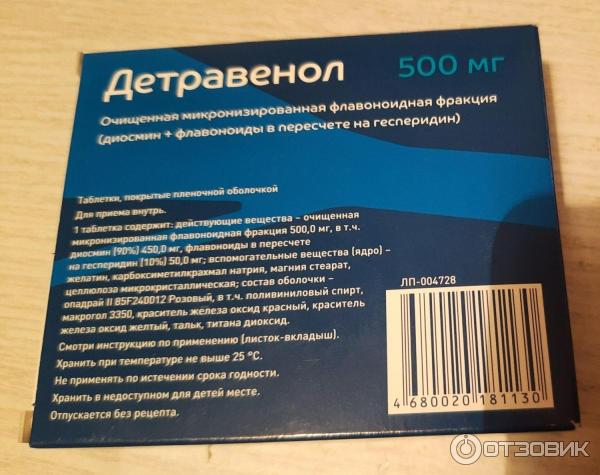 Детравенол 500 мг
Очищенная микронизированная флавоноидная фракция
(диосмин + флавоноиды в пересчете на гесперидин)
Таблетки, покрытые пленочной оболочкой
Для приема внутрь.
1 таблетка содержит: действующие вещества – очищенная
микронизированная флавоноидная фракция 500,0 мг, в т.ч.
диосмин (90%) 450,0 мг, флавоноиды в пересчете
на гесперидин (10%) 50,0 мг; вспомогательные вещества (ядро) –
желатин, карбоксиметилкрахмал натрия, магния стеарат,
целлюлоза микрокристаллическая; состав оболочки –
опадрай II 85F240012 Розовый, в т.ч. поливиниловый спирт,
макрогол 3350, краситель железа оксид красный, краситель
железа оксид желтый, тальк, титана диоксид.
Смотри инструкцию по применению (листок-вкладыш).
Хранить при температуре не выше 25 °С.
Не применять по истечении срока годности.
Хранить в недоступном для детей месте.
Отпускается без рецепта.
ЛП-004728
4 680020 181130
ОТЗОВИК